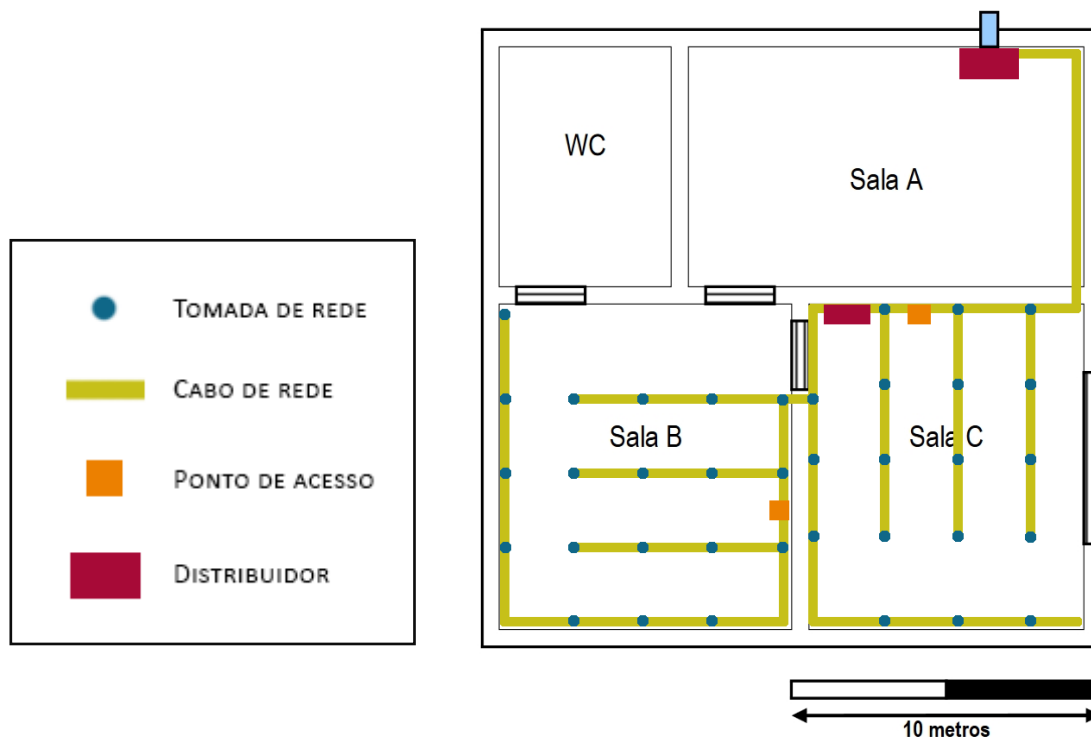 WC
Sala A
Tomada de rede
Cabo de rede
Ponto de acesso
Distribuidor
Sala B
Sala C
10 metros